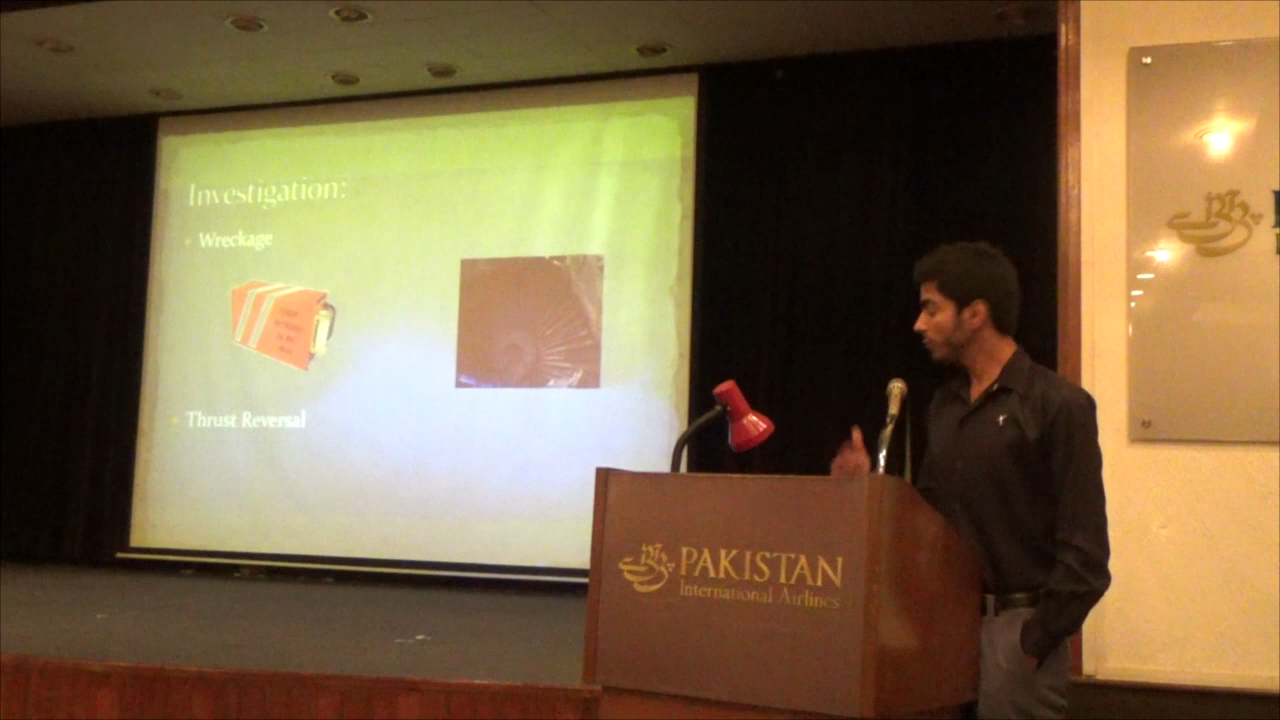 Investigation:
Wreckage
Thrust Reversal
PAKISTAN
International Airlines